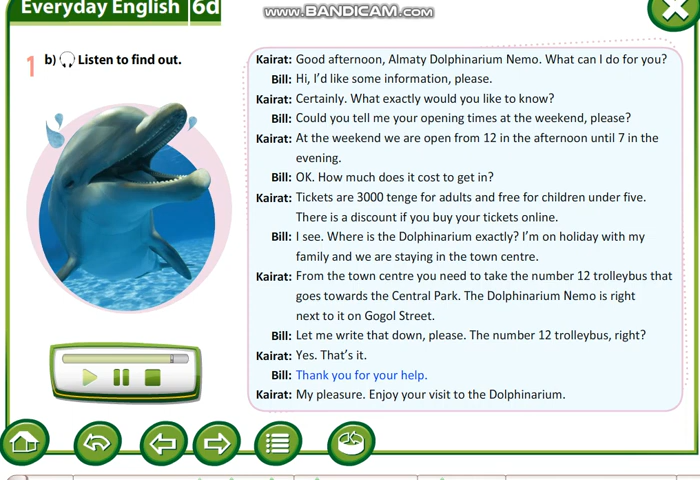 Everyday English 6d
www.BANDICAM.com
1 b) Listen to find out.
Kairat: Good afternoon, Almaty Dolphinarium Nemo. What can I do for you?
Bill: Hi, I'd like some information, please.
Kairat: Certainly. What exactly would you like to know?
Bill: Could you tell me your opening times at the weekend, please?
Kairat: At the weekend we are open from 12 in the afternoon until 7 in the
evening.
Bill: OK. How much does it cost to get in?
Kairat: Tickets are 3000 tenge for adults and free for children under five.
There is a discount if you buy your tickets online.
Bill: I see. Where is the Dolphinarium exactly? I'm on holiday with my
family and we are staying in the town centre.
Kairat: From the town centre you need to take the number 12 trolleybus that
goes towards the Central Park. The Dolphinarium Nemo is right
next to it on Gogol Street.
Bill: Let me write that down, please. The number 12 trolleybus, right?
Kairat: Yes. That's it.
Bill: Thank you for your help.
Kairat: My pleasure. Enjoy your visit to the Dolphinarium.